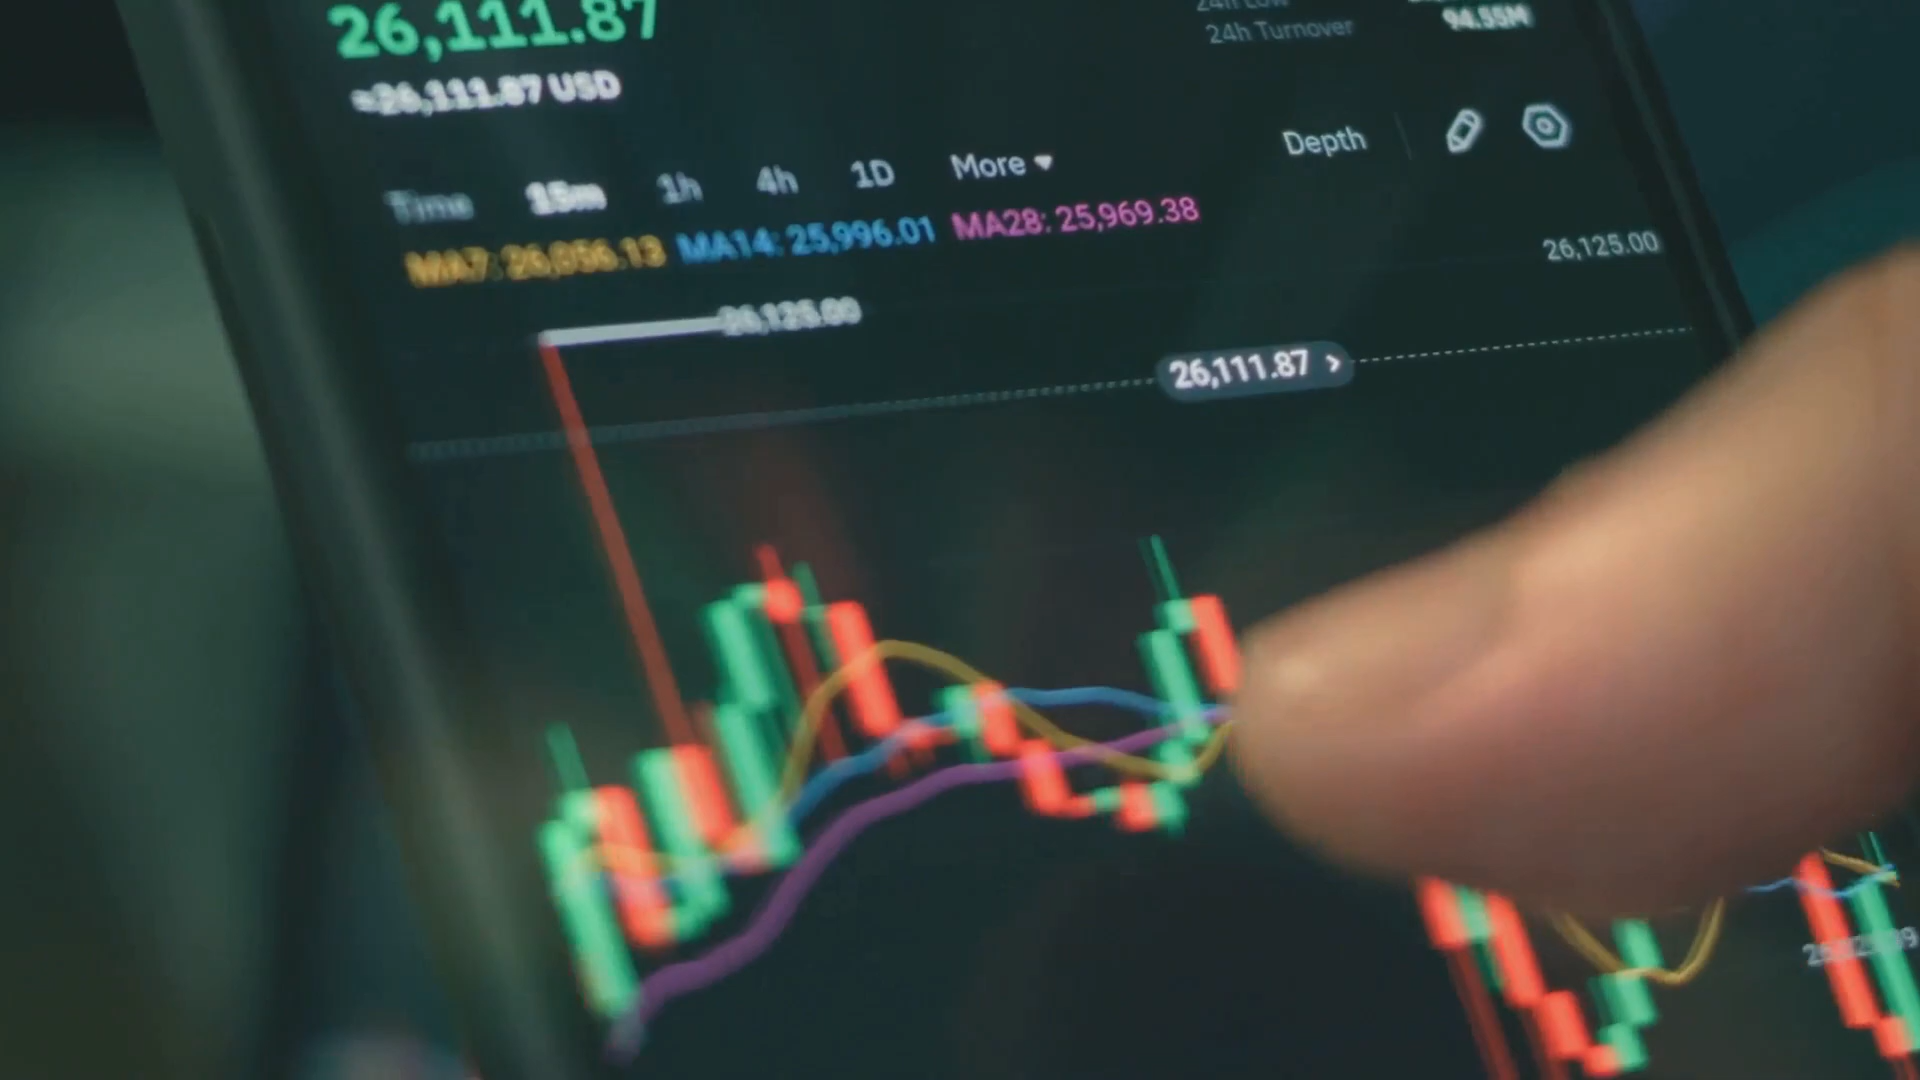 26,111.87
24h Low
24h Turnover
94.55M
≈26,111.87 USD
Time 15m 1h 4h 1D More Depth
MA7: 26,056.13 MA14: 25,996.01 MA28: 25,969.38
26,125.00
26,125.00
26,111.87 >